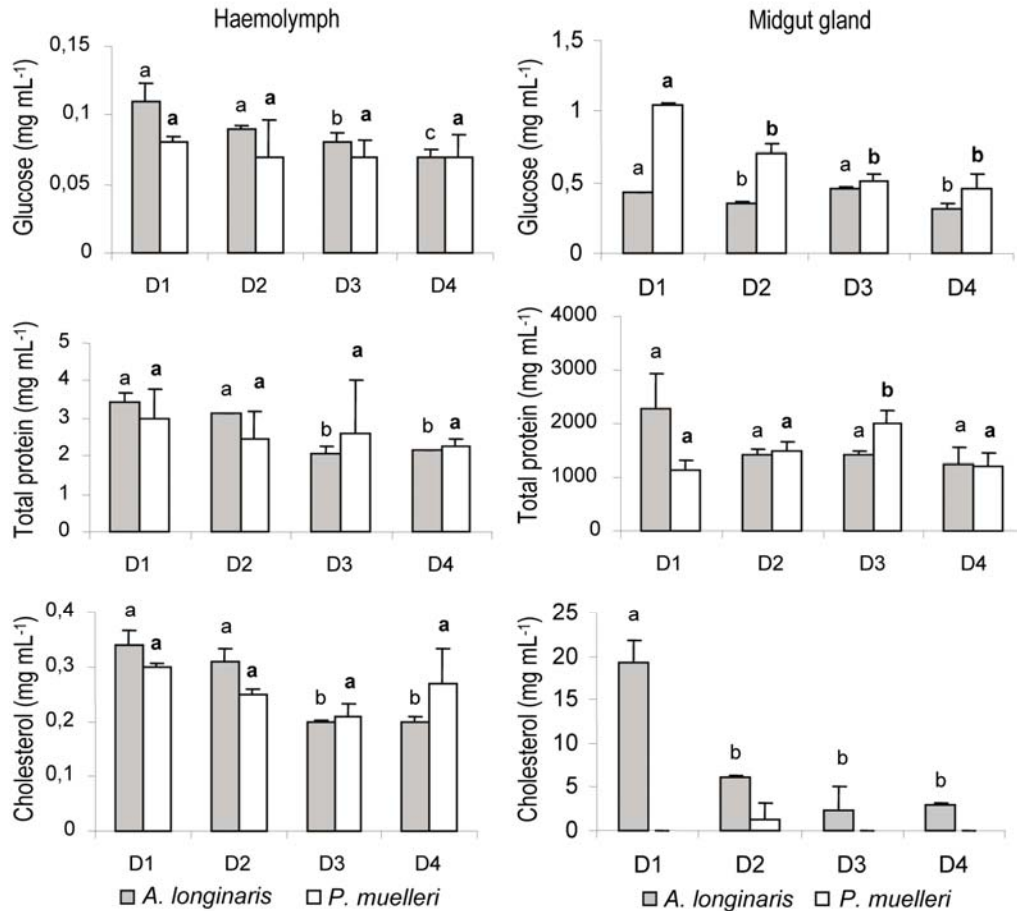 Haemolymph
Glucose (mg mL⁻¹)
0,15
0,1
0,05
0
a a a a b a c a
D1 D2 D3 D4
Midgut gland
Glucose (mg mL⁻¹)
1,5
1
0,5
0
a a b b a b b b
D1 D2 D3 D4
Total protein (mg mL⁻¹)
5
4
3
2
1
0
a a a a b a b a
D1 D2 D3 D4
Total protein (mg mL⁻¹)
4000
3000
2000
1000
0
a a a a a b a a
D1 D2 D3 D4
Cholesterol (mg mL⁻¹)
0,4
0,3
0,2
0,1
0
a a a a b a b a
D1 D2 D3 D4
A. longinaris P. muelleri
Cholesterol (mg mL⁻¹)
25
20
15
10
5
0
a b b b
D1 D2 D3 D4
A. longinaris P. muelleri